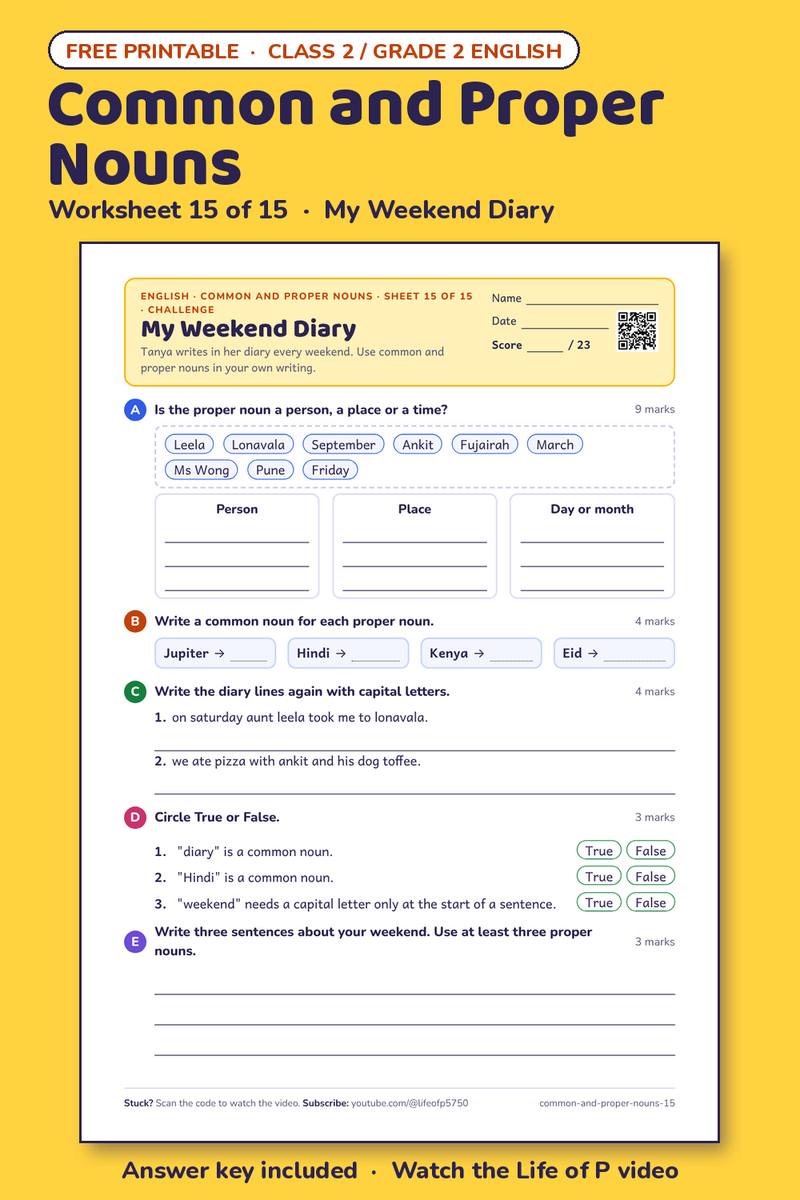 FREE PRINTABLE · CLASS 2 / GRADE 2 ENGLISH
Common and Proper
Nouns
Worksheet 15 of 15 · My Weekend Diary
ENGLISH · COMMON AND PROPER NOUNS · SHEET 15 OF 15
· CHALLENGE
My Weekend Diary
Tanya writes in her diary every weekend. Use common and
proper nouns in your own writing.
Name
Date
Score / 23
A Is the proper noun a person, a place or a time? 9 marks
Leela Lonavala September Ankit Fujairah March
Ms Wong Pune Friday
Person Place Day or month
B Write a common noun for each proper noun. 4 marks
Jupiter → Hindi → Kenya → Eid →
C Write the diary lines again with capital letters. 4 marks
1. on saturday aunt leela took me to lonavala.
2. we ate pizza with ankit and his dog toffee.
D Circle True or False. 3 marks
1. "diary" is a common noun. True False
2. "Hindi" is a common noun. True False
3. "weekend" needs a capital letter only at the start of a sentence. True False
E Write three sentences about your weekend. Use at least three proper
nouns. 3 marks
Stuck? Scan the code to watch the video. Subscribe: youtube.com/@lifeofp5750 common-and-proper-nouns-15
Answer key included · Watch the Life of P video